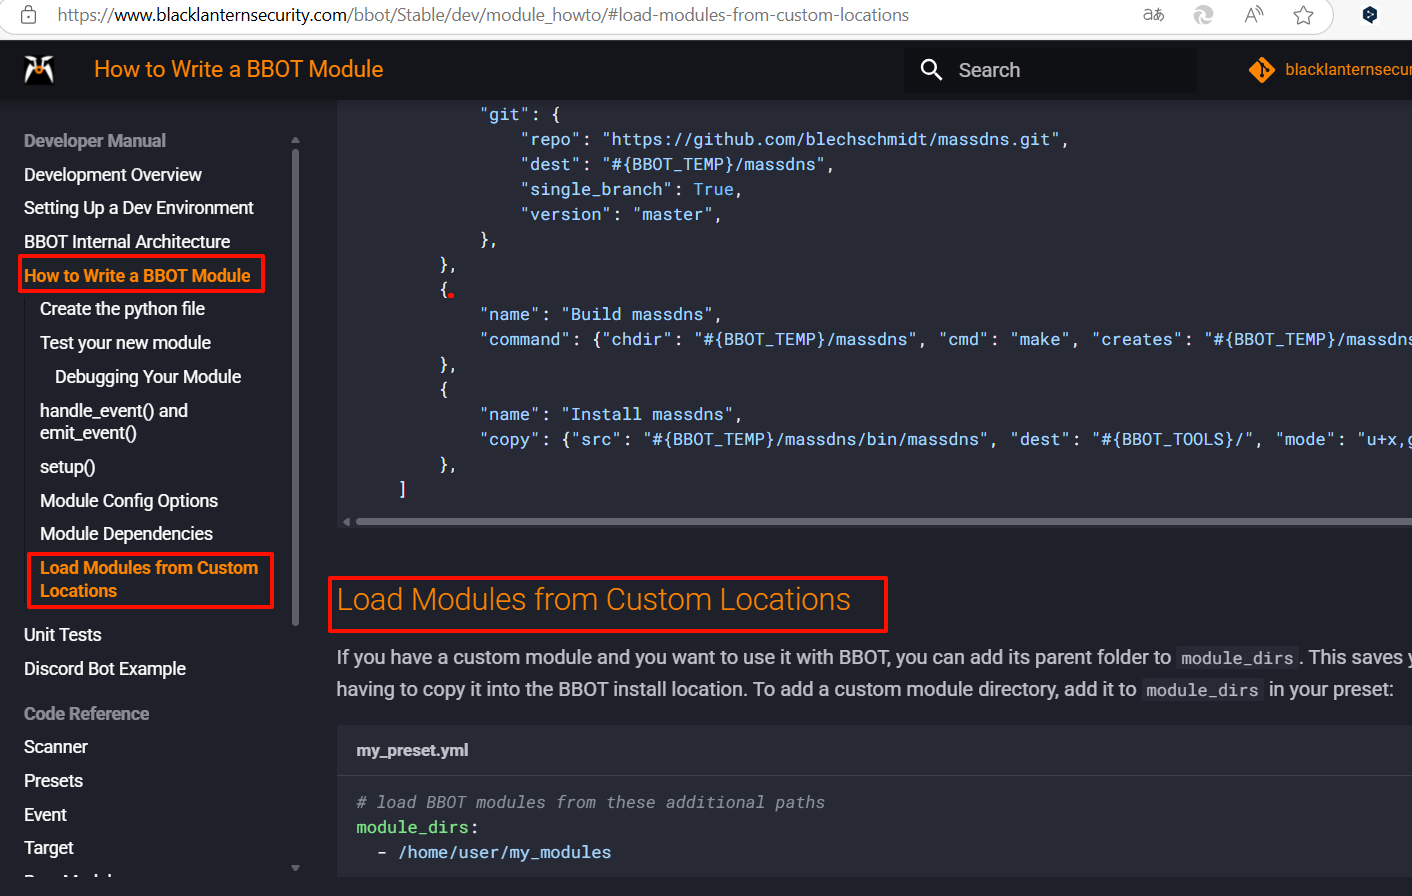 https://www.blacklanternsecurity.com/bbot/Stable/dev/module_howto/#load-modules-from-custom-locations
aあ
How to Write a BBOT Module
Search
blacklanternsecur
Developer Manual
Development Overview
Setting Up a Dev Environment
BBOT Internal Architecture
How to Write a BBOT Module
Create the python file
Test your new module
Debugging Your Module
handle_event() and
emit_event()
setup()
Module Config Options
Module Dependencies
Load Modules from Custom
Locations
Unit Tests
Discord Bot Example
Code Reference
Scanner
Presets
Event
Target
"git": {
"repo": "https://github.com/blechschmidt/massdns.git",
"dest": "#{BBOT_TEMP}/massdns",
"single_branch": True,
"version": "master",
},
},
{
"name": "Build massdns",
"command": {"chdir": "#{BBOT_TEMP}/massdns", "cmd": "make", "creates": "#{BBOT_TEMP}/massdns
},
{
"name": "Install massdns",
"copy": {"src": "#{BBOT_TEMP}/massdns/bin/massdns", "dest": "#{BBOT_TOOLS}/", "mode": "u+x,g
},
]
Load Modules from Custom Locations
If you have a custom module and you want to use it with BBOT, you can add its parent folder to module_dirs. This saves y
having to copy it into the BBOT install location. To add a custom module directory, add it to module_dirs in your preset:
my_preset.yml
# load BBOT modules from these additional paths
module_dirs:
- /home/user/my_modules